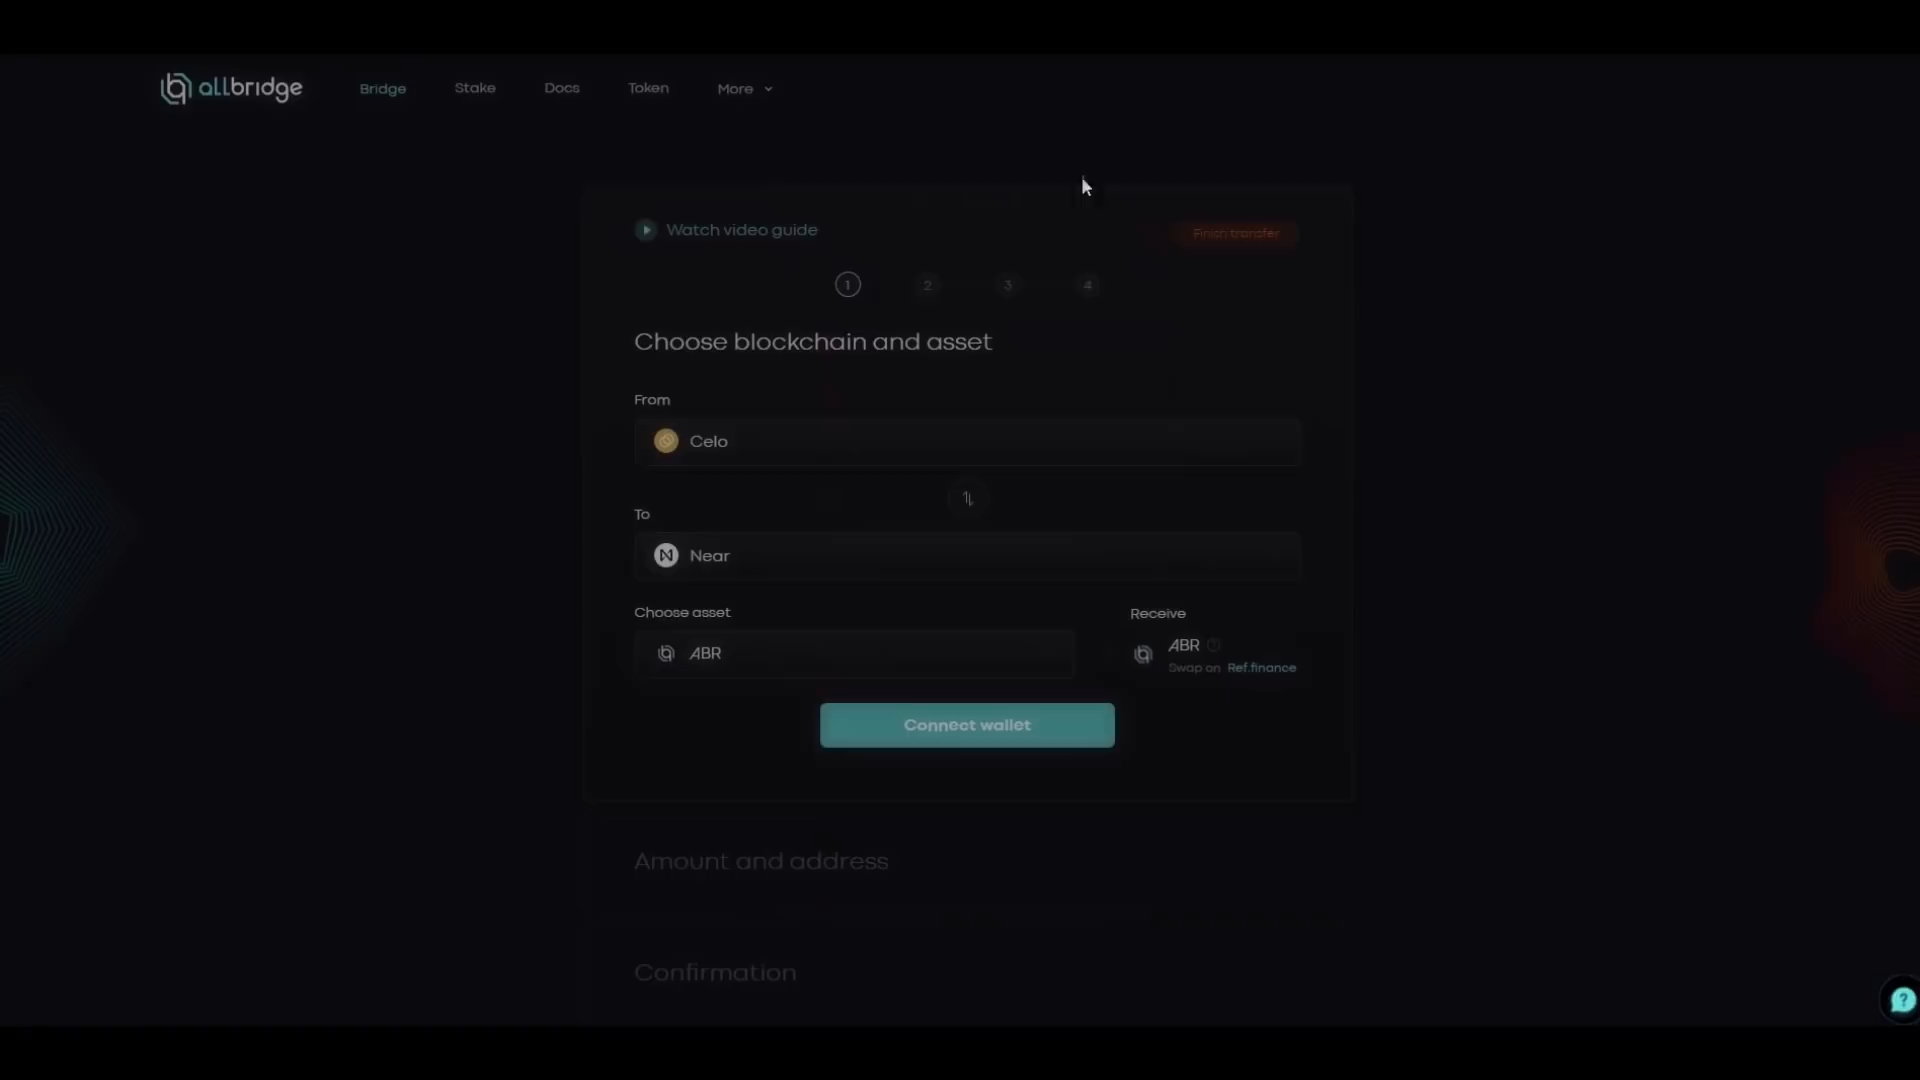 allbridge
Bridge
Stake
Docs
Token
More
Watch video guide
Finish transfer
1
2
3
4
Choose blockchain and asset
From
Celo
To
Near
Choose asset
Receive
ABR
ABR
Swap on Ref.finance
Connect wallet
Amount and address
Confirmation
?